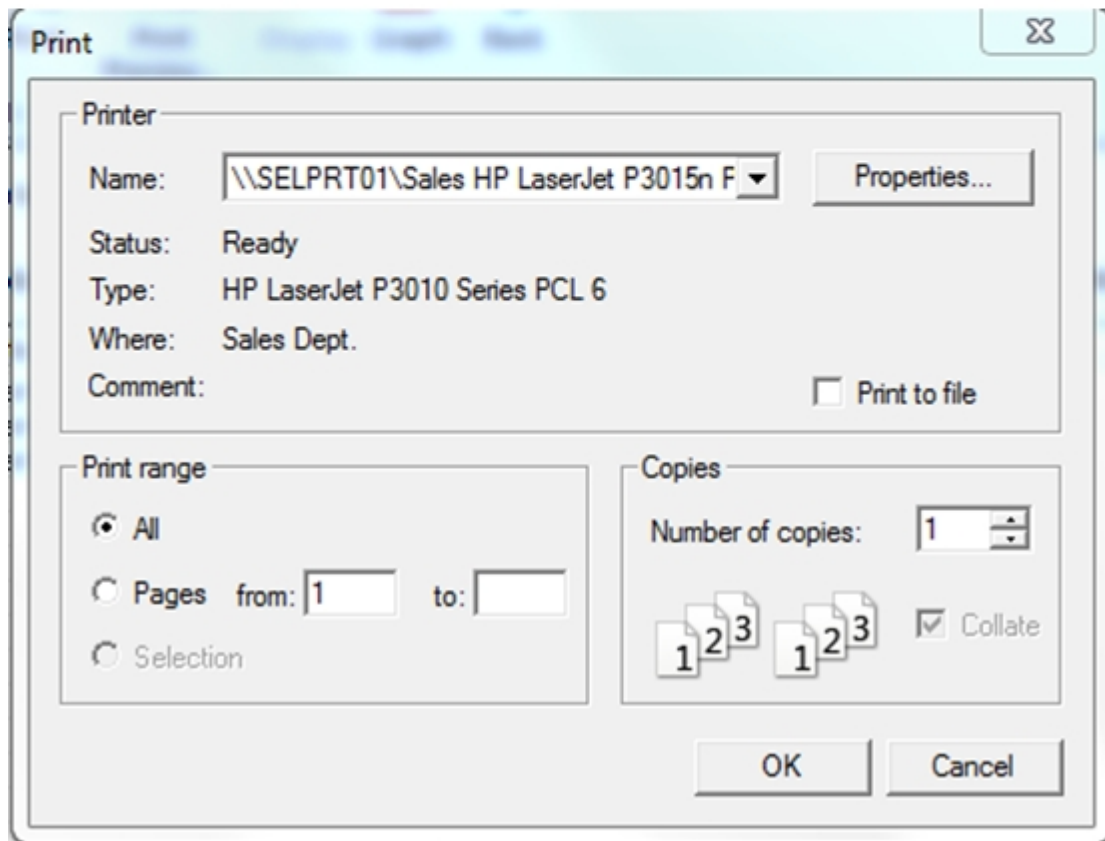 Print
Printer
Name: \\SELPRT01\Sales HP LaserJet P3015n P Properties...
Status: Ready
Type: HP LaserJet P3010 Series PCL 6
Where: Sales Dept.
Comment:
Print to file
Print range
All
Pages from: 1 to:
Selection
Copies
Number of copies: 1
1 2 3 1 2 3 Collate
OK Cancel